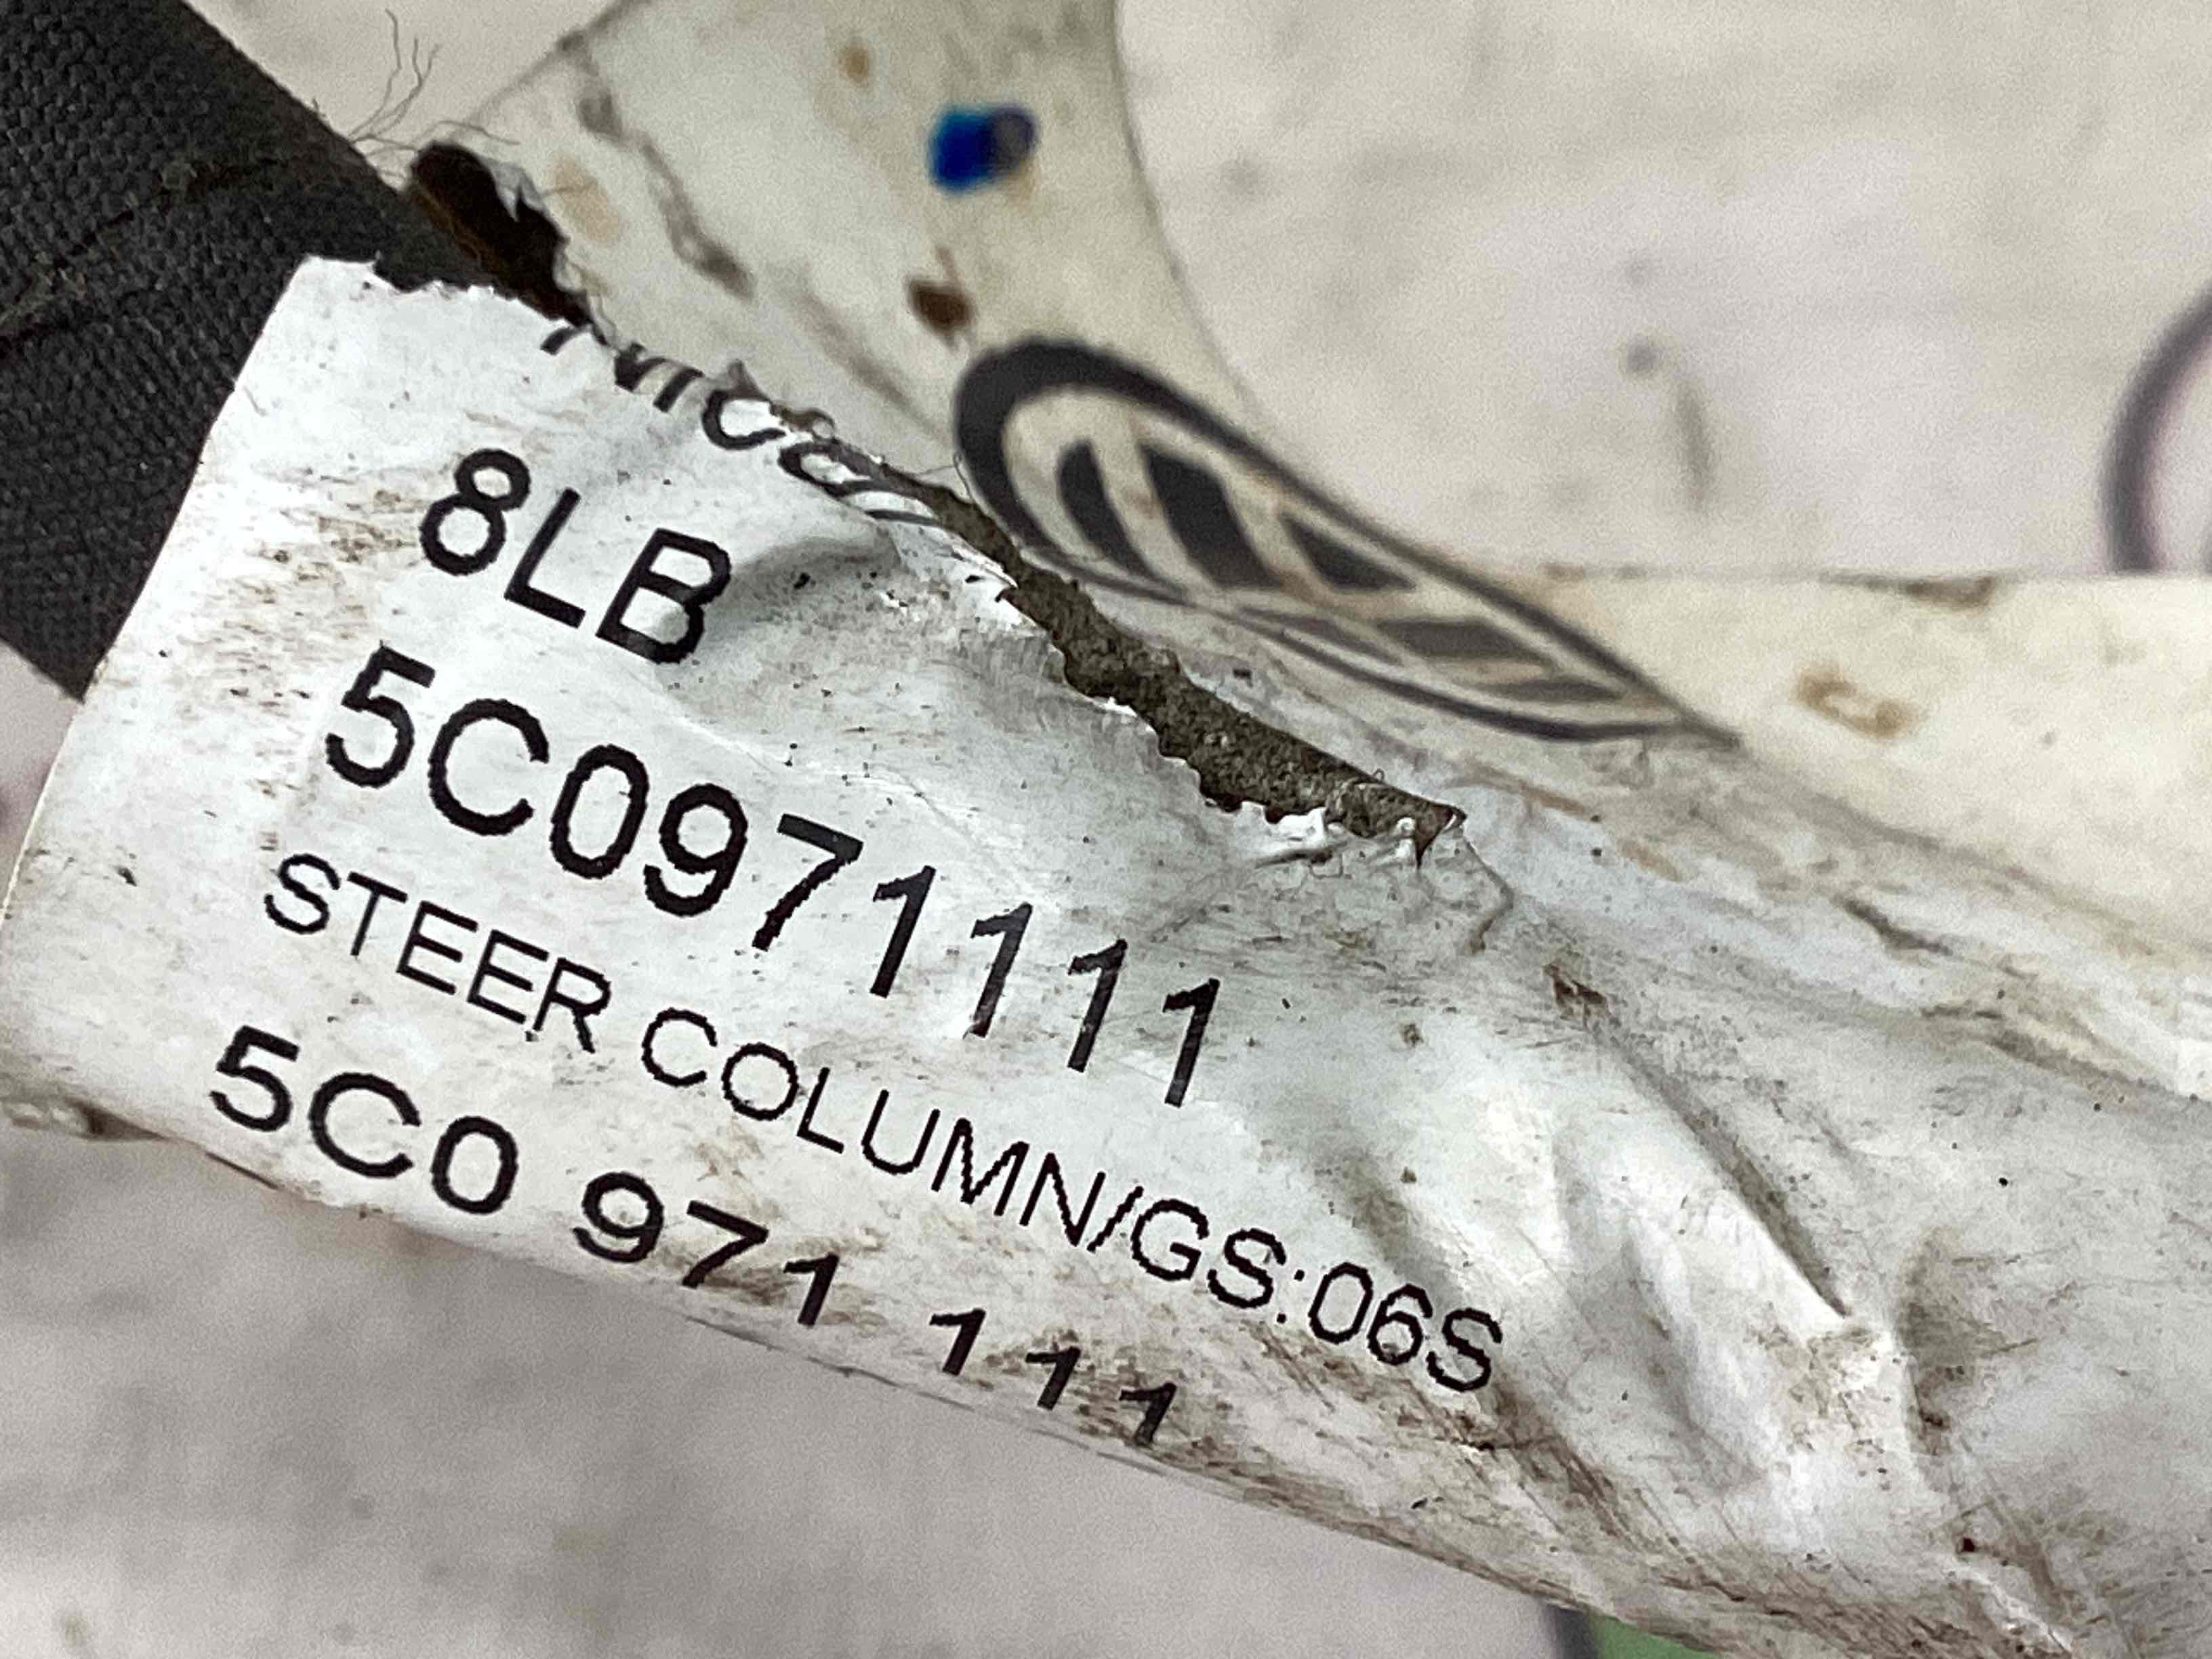 8LB
5C0971111
STEER COLUMN/GS:06S
5C0 971 111